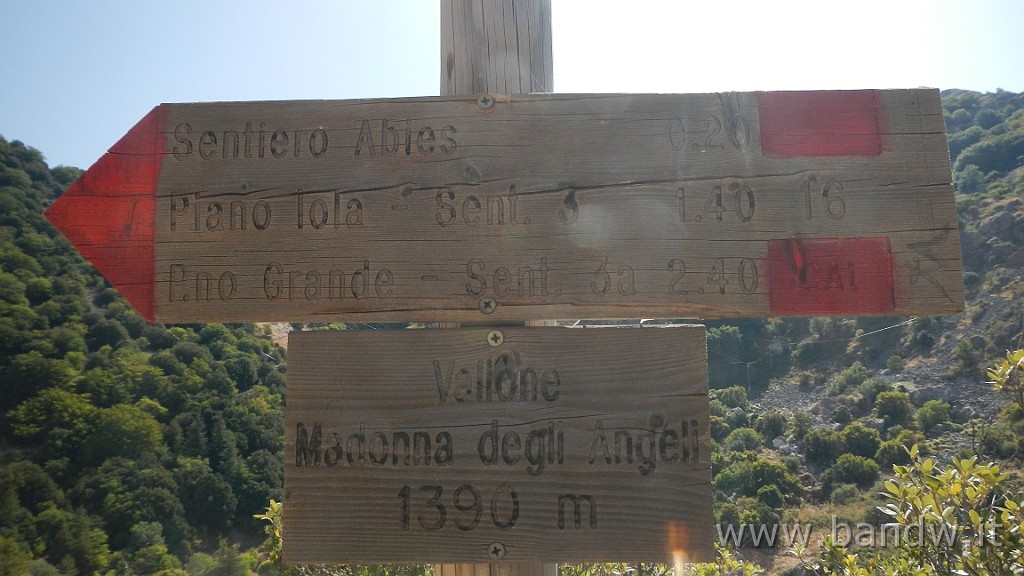 Sentiero Abies 0.20
Piano Iola - Sent. 3 1.40 16
P.no Grande - Sent. 3a 2.40 CAI
Vallone
Madonna degli Angeli
1390 m
www.bandw.it